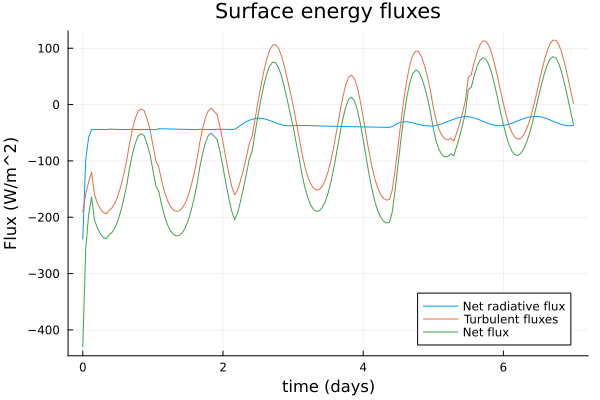 Surface energy fluxes
Flux (W/m^2)
100
0
−100
−200
−300
−400
0
2
4
6
time (days)
Net radiative flux
Turbulent fluxes
Net flux